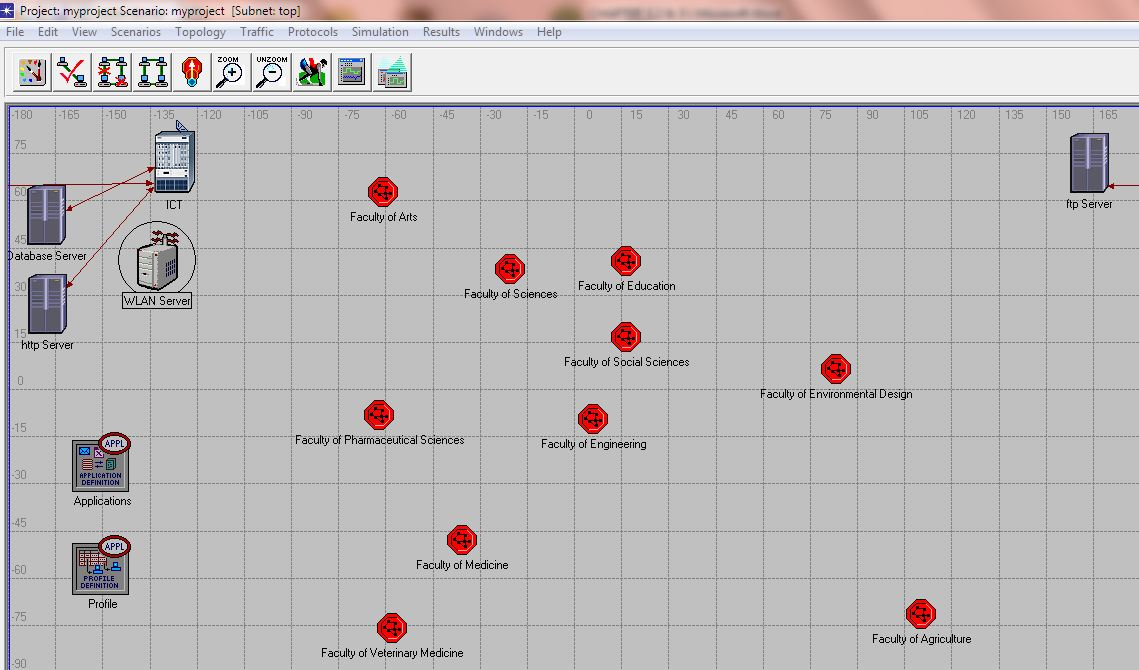 Project: myproject Scenario: myproject [Subnet: top]
File Edit View Scenarios Topology Traffic Protocols Simulation Results Windows Help
ZOOM UNZOOM
-180 -165 -150 -135 -120 -105 -90 -75 -60 -45 -30 -15 0 15 30 45 60 75 90 105 120 135 150 165
75
60
ICT
ftp Server
Faculty of Arts
45
Database Server
Faculty of Sciences
Faculty of Education
30
WLAN Server
15
http Server
Faculty of Social Sciences
0
Faculty of Environmental Design
-15
Faculty of Pharmaceutical Sciences
Faculty of Engineering
APPL
APPLICATION
DEFINITION
-30
Applications
-45
APPL
Faculty of Medicine
-60
PROFILE
DEFINITION
Profile
-75
Faculty of Agriculture
Faculty of Veterinary Medicine
-90